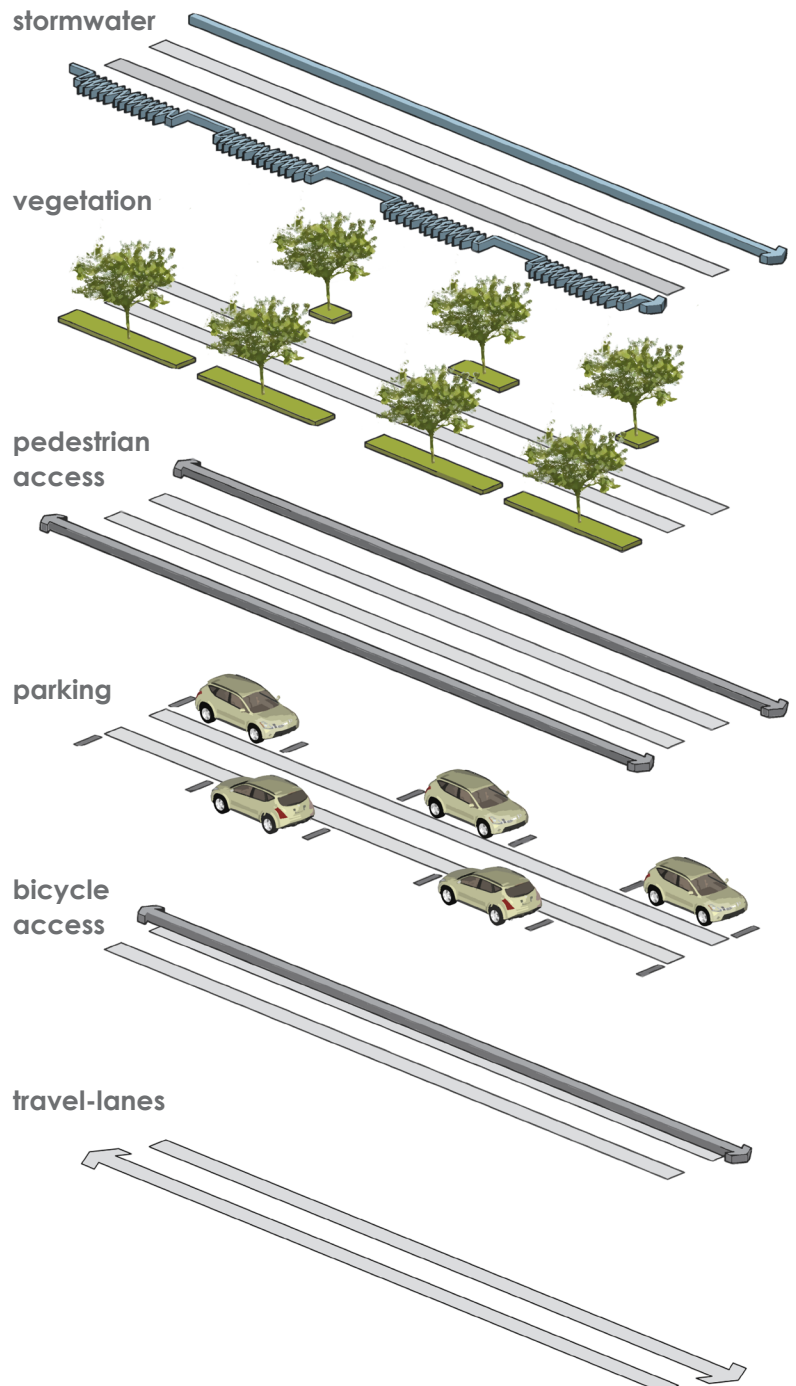 stormwater
vegetation
pedestrian
access
parking
bicycle
access
travel-lanes